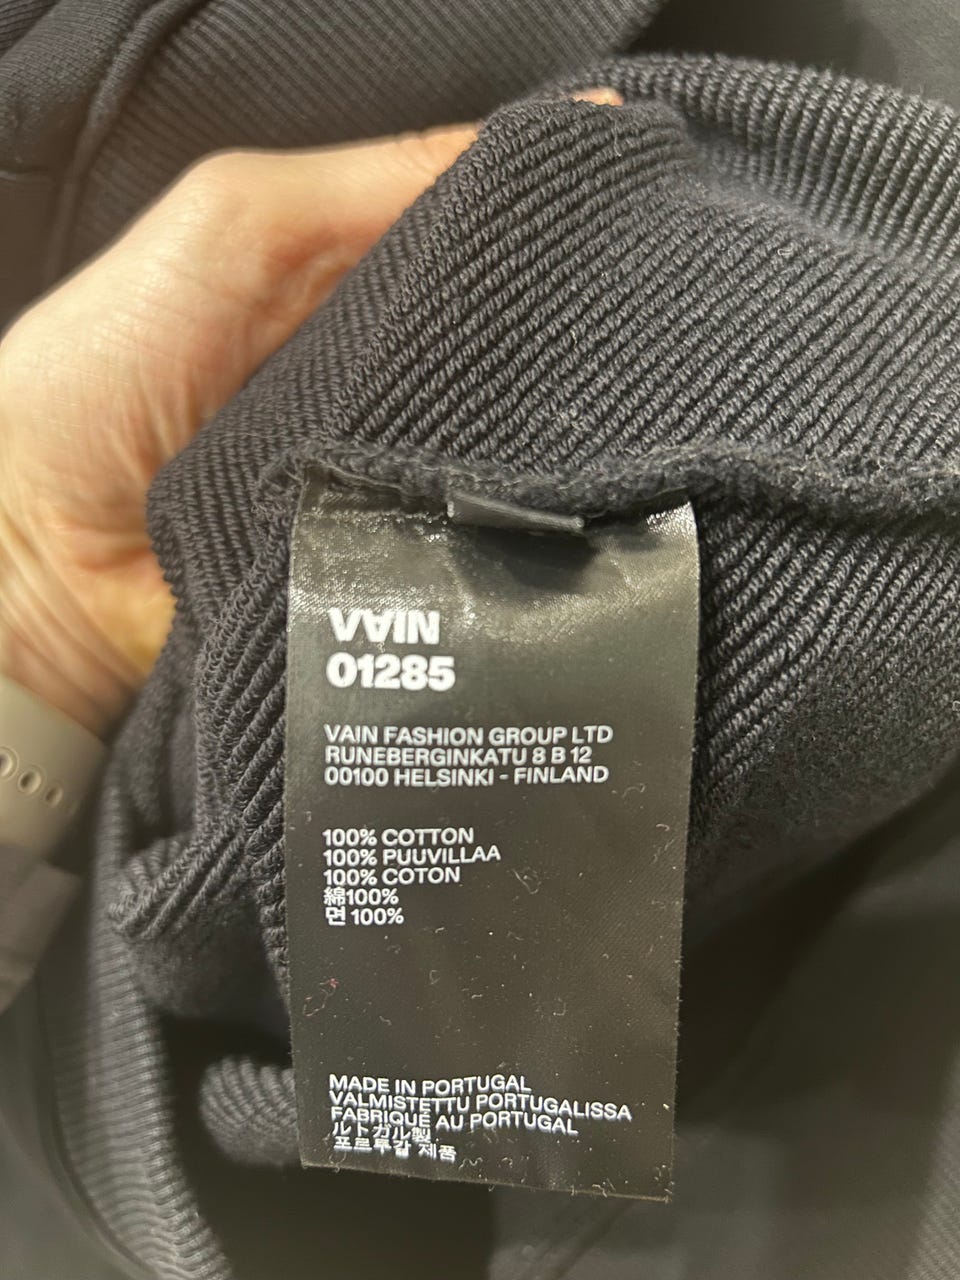 VAIN
01285
VAIN FASHION GROUP LTD
RUNEBERGINKATU 8 B 12
00100 HELSINKI - FINLAND
100% COTTON
100% PUUVILLAA
100% COTON
綿100%
면 100%
MADE IN PORTUGAL
VALMISTETTU PORTUGALISSA
FABRIQUÉ AU PORTUGAL
ルトガル製
포르투갈 제품